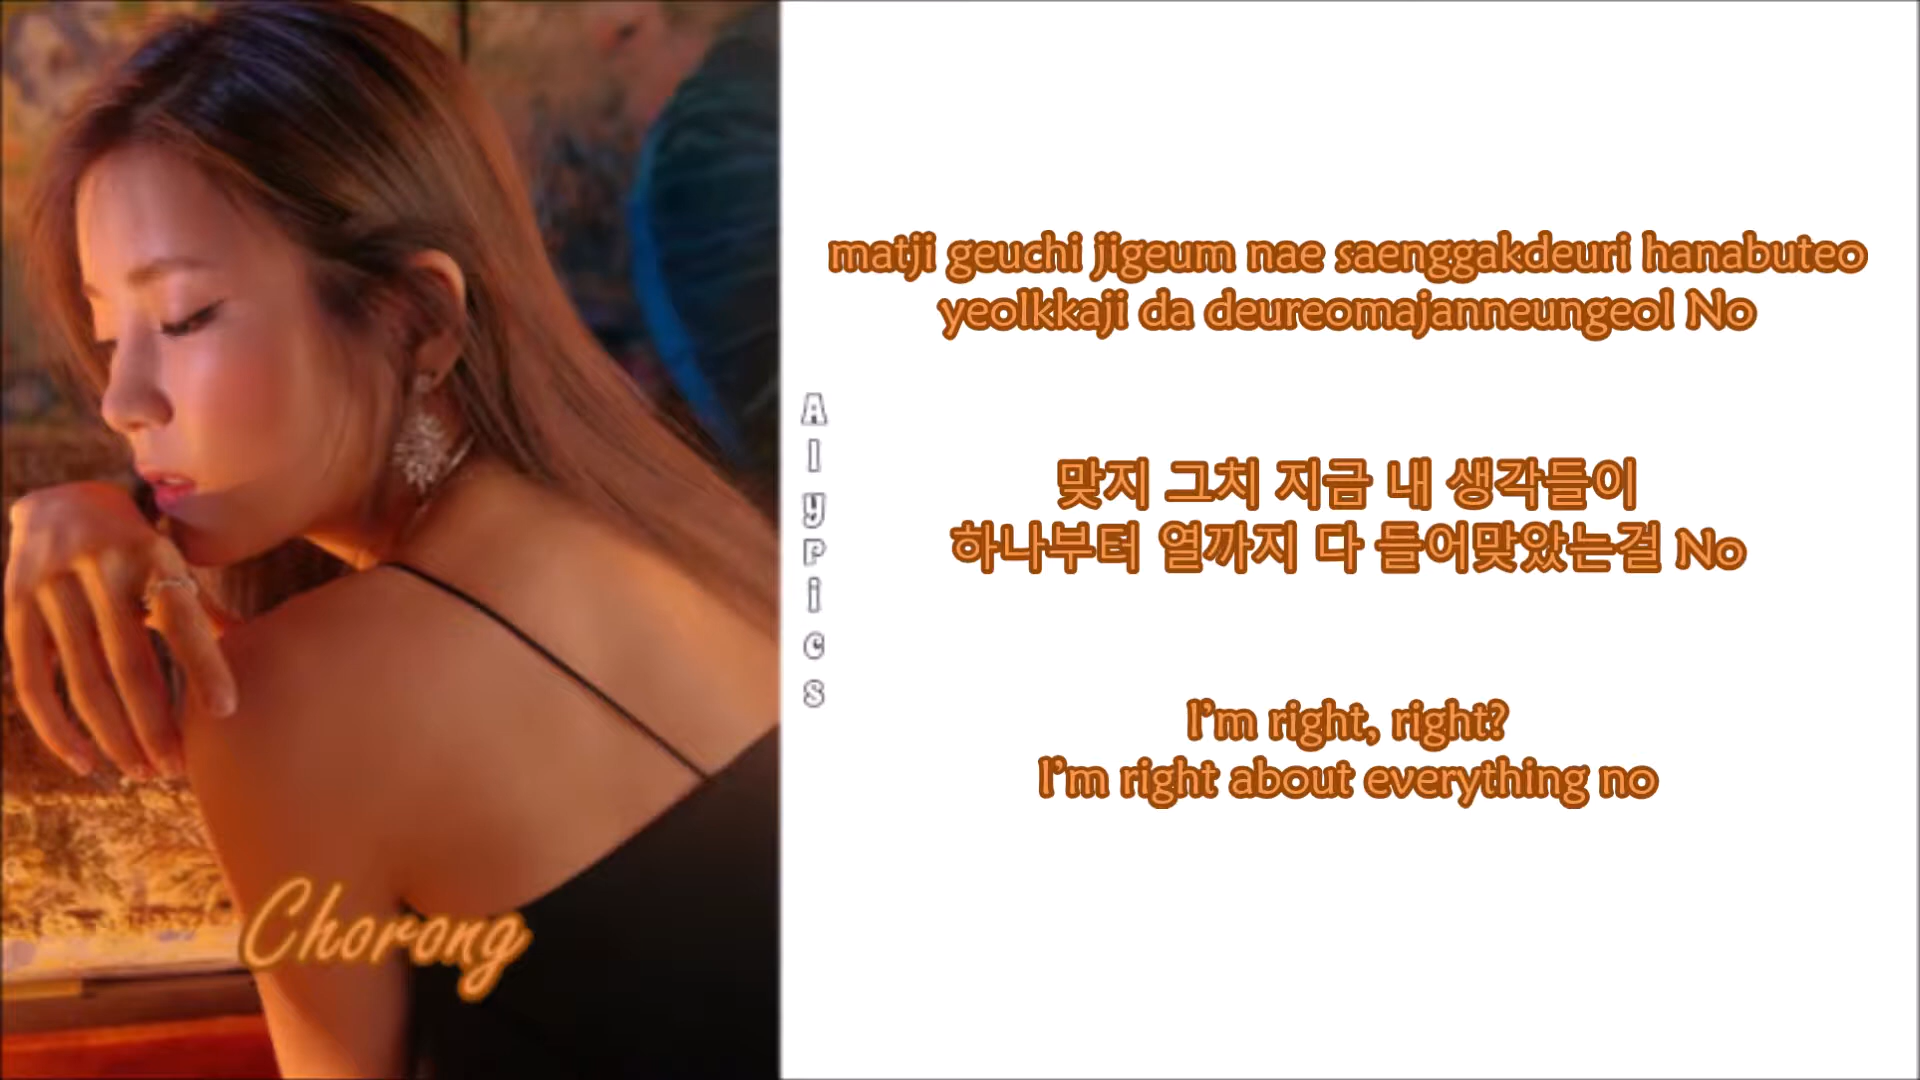 matji geuchi jigeum nae saenggakdeuri hanabuteo
yeolkkaji da deureomajanneungeol No
맞지 그치 지금 내 생각들이
하나부터 열까지 다 들어맞았는걸 No
I'm right, right?
I'm right about everything no
AlyPics
Chorong